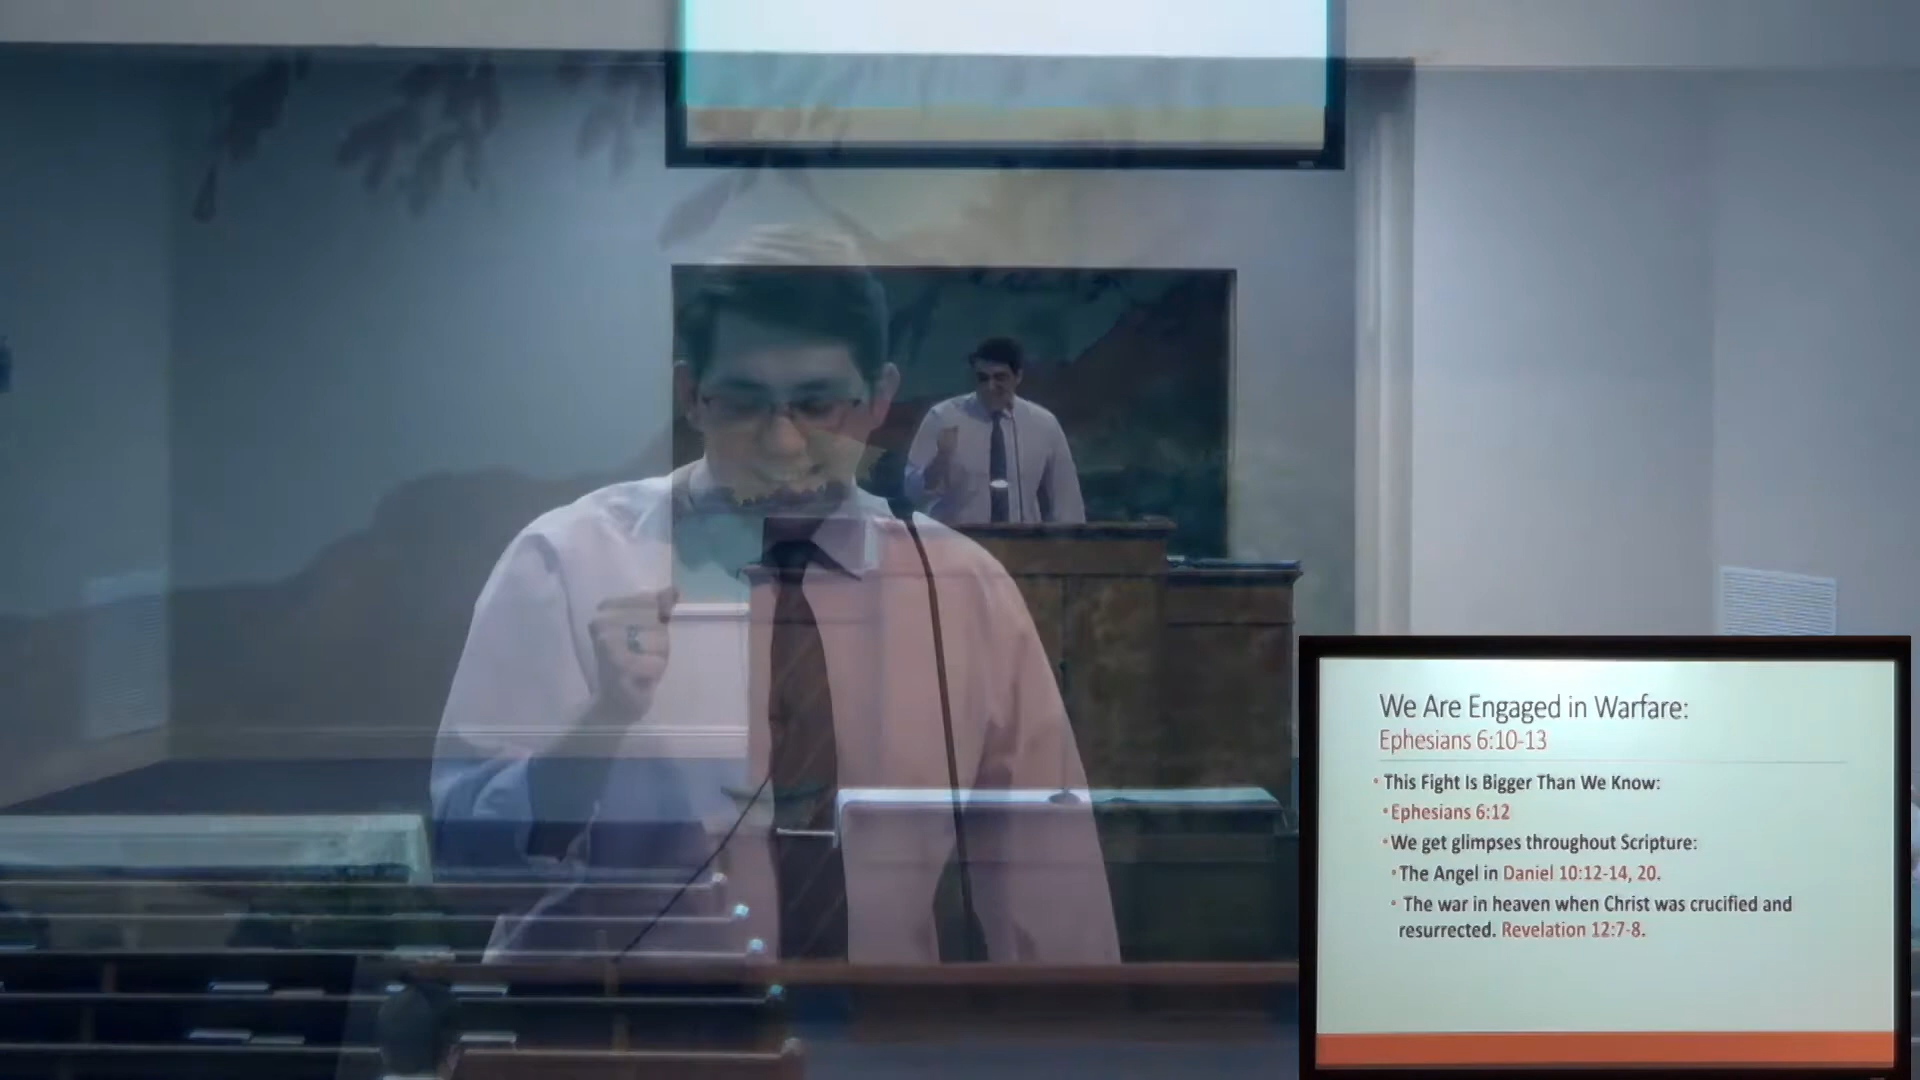 We Are Engaged in Warfare:
Ephesians 6:10-13
• This Fight Is Bigger Than We Know:
• Ephesians 6:12
• We get glimpses throughout Scripture:
• The Angel in Daniel 10:12-14, 20.
• The war in heaven when Christ was crucified and
resurrected. Revelation 12:7-8.